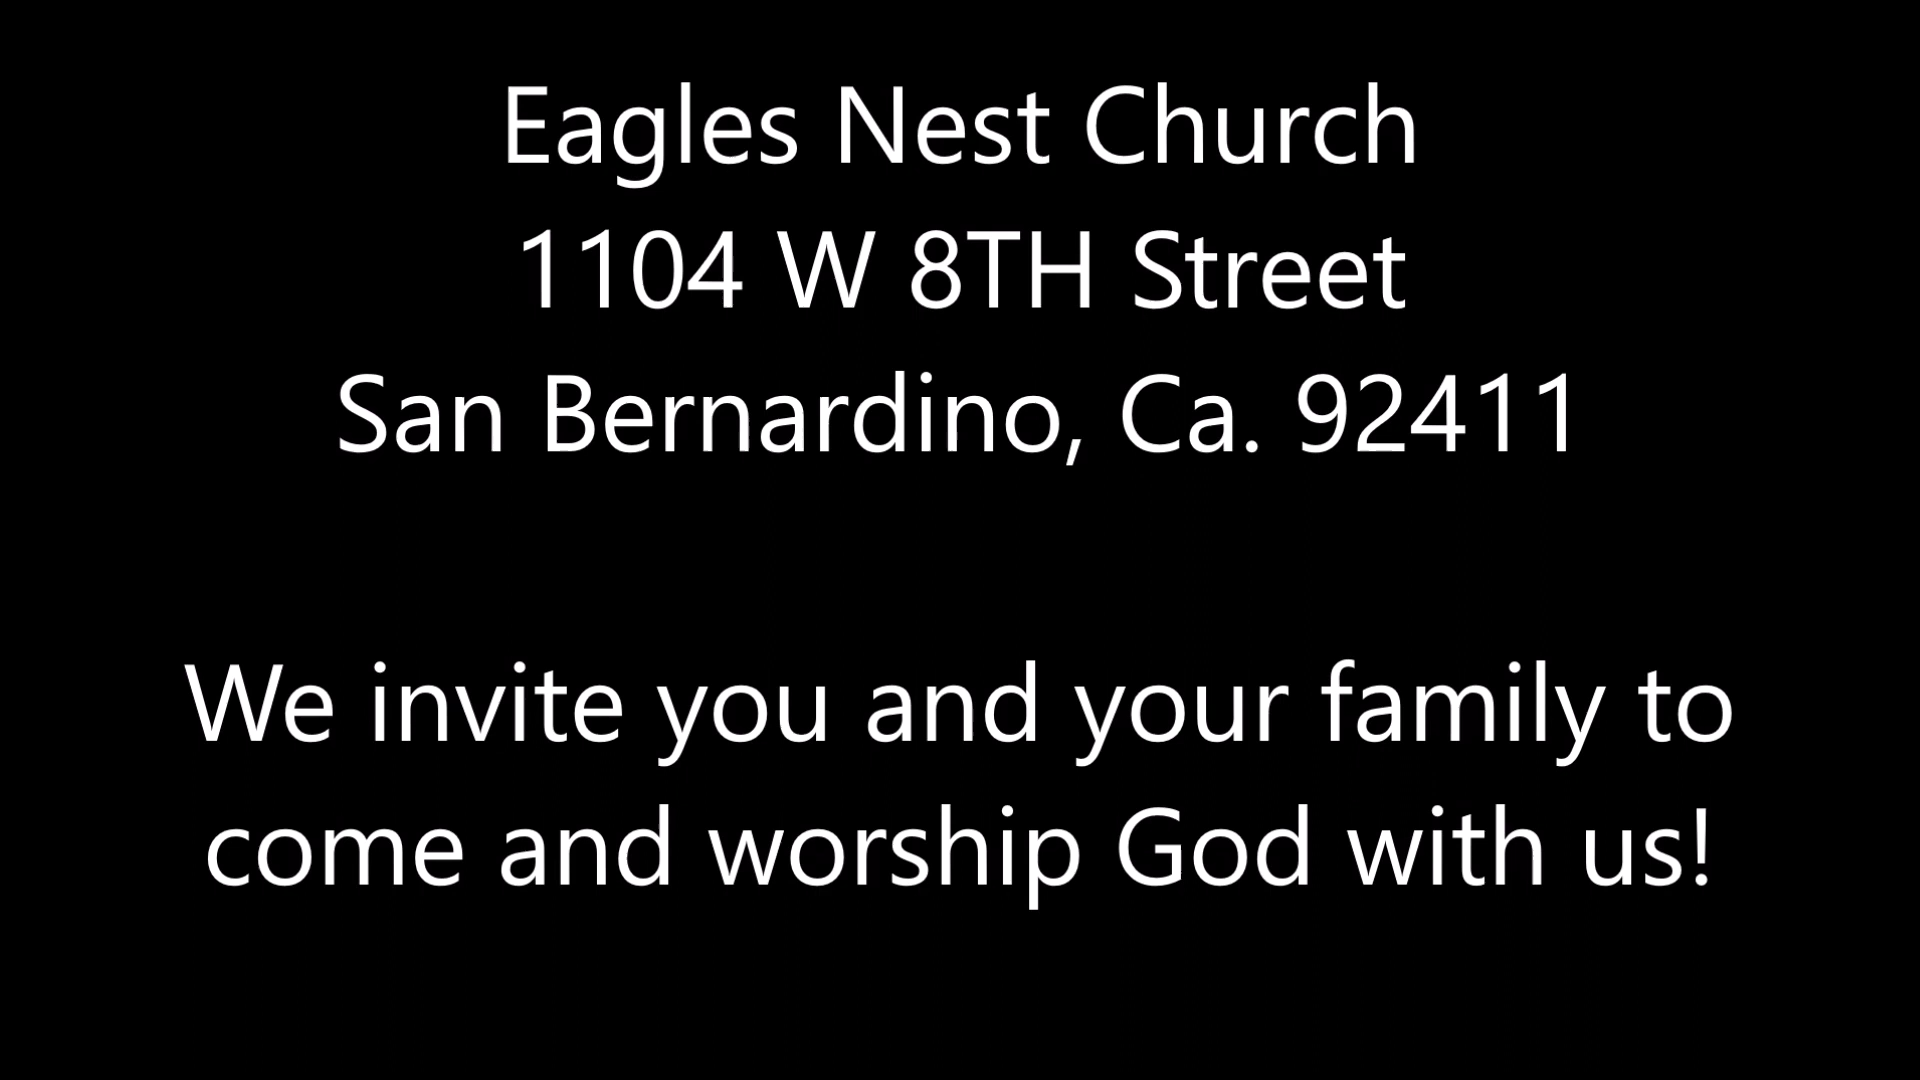 Eagles Nest Church
1104 W 8TH Street
San Bernardino, Ca. 92411
We invite you and your family to
come and worship God with us!